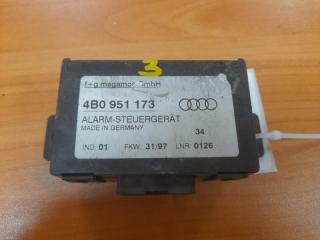 3
f+g megamos GmbH
4B0 951 173
ALARM-STEUERGERÄT
MADE IN GERMANY
34
IND: 01 FKW: 31/97 LNR: 0126